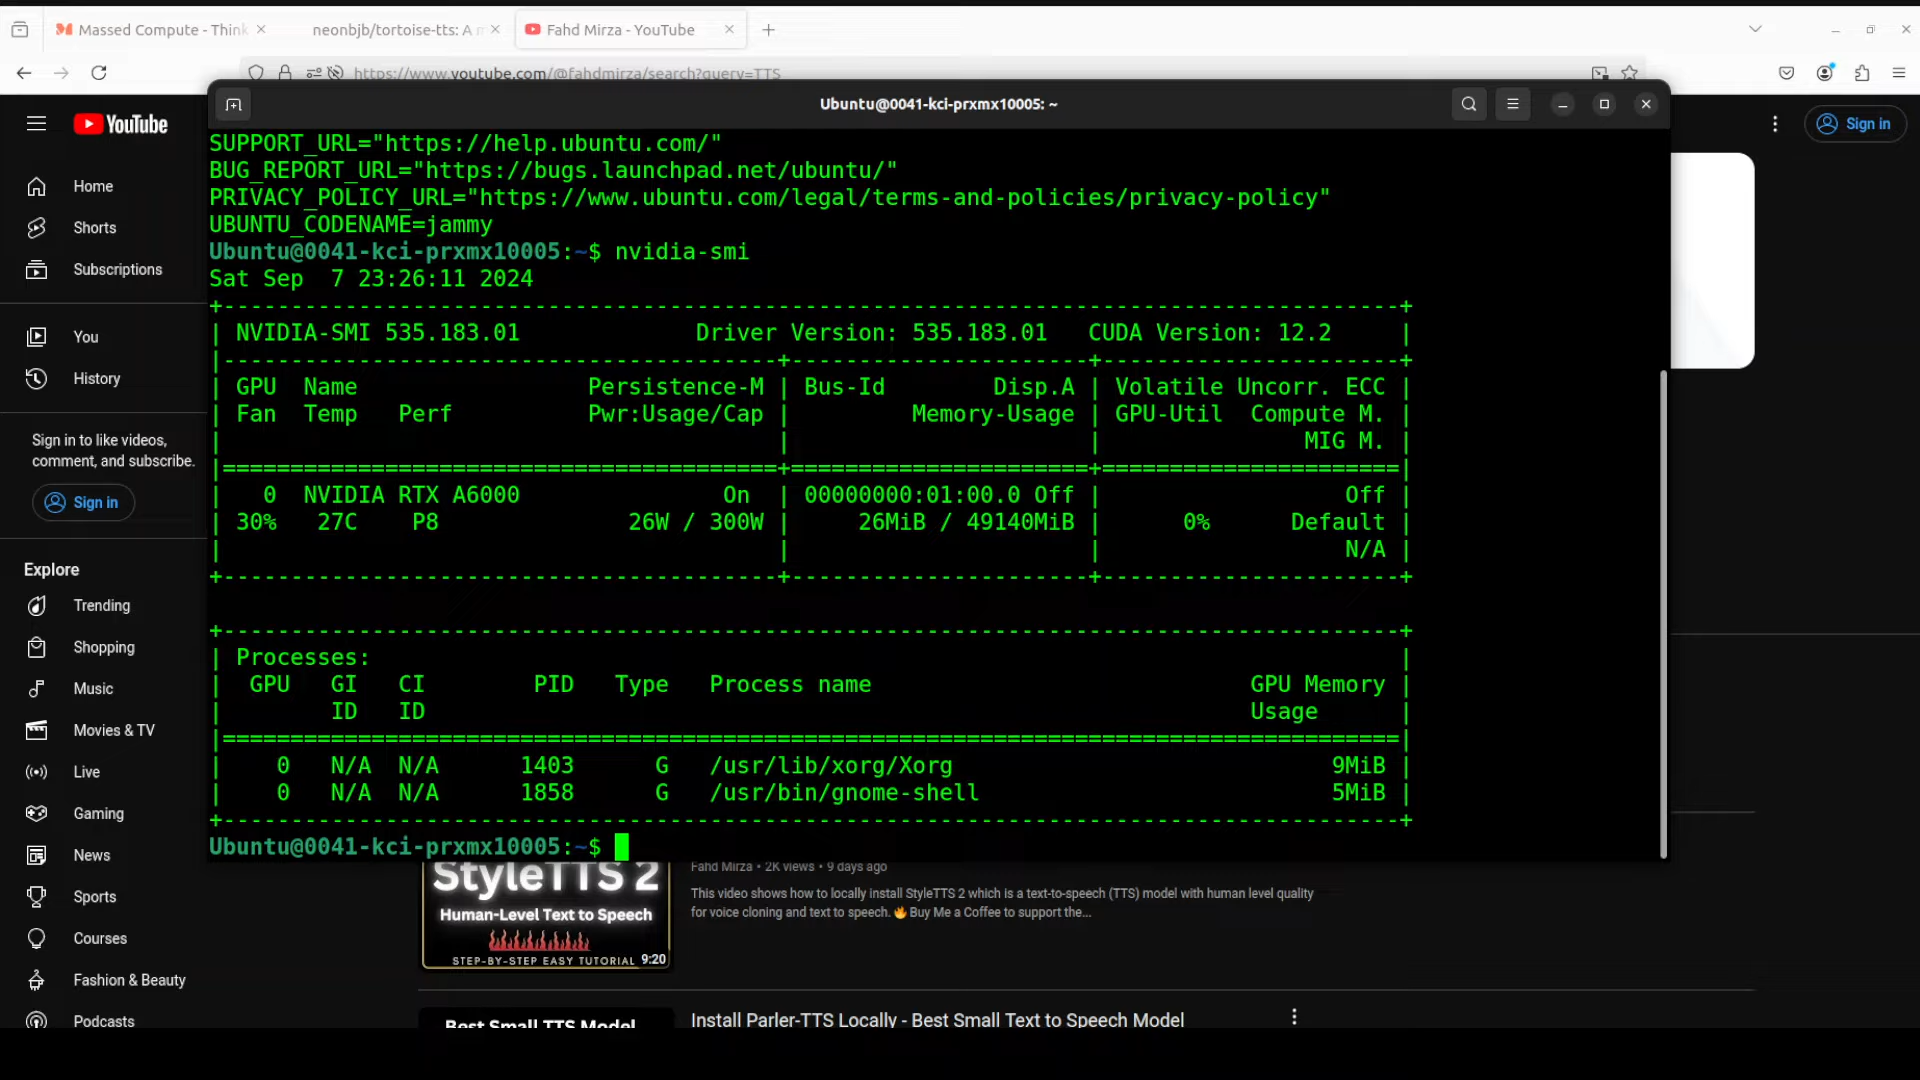 Massed Compute - Think
neonbjb/tortoise-tts: A m
Fahd Mirza - YouTube
https://www.youtube.com/@fahdmirza/search?query=TTS
YouTube
Sign in
Home
Shorts
Subscriptions
You
History
Sign in to like videos,
comment, and subscribe.
Sign in
Explore
Trending
Shopping
Music
Movies & TV
Live
Gaming
News
Sports
Courses
Fashion & Beauty
Podcasts
Ubuntu@0041-kci-prxmx10005: ~
SUPPORT_URL="https://help.ubuntu.com/"
BUG_REPORT_URL="https://bugs.launchpad.net/ubuntu/"
PRIVACY_POLICY_URL="https://www.ubuntu.com/legal/terms-and-policies/privacy-policy"
UBUNTU_CODENAME=jammy
Ubuntu@0041-kci-prxmx10005:~$ nvidia-smi
Sat Sep  7 23:26:11 2024
NVIDIA-SMI 535.183.01 Driver Version: 535.183.01 CUDA Version: 12.2
GPU Name Persistence-M | Bus-Id Disp.A | Volatile Uncorr. ECC
Fan Temp Perf Pwr:Usage/Cap | Memory-Usage | GPU-Util Compute M.
MIG M.
0 NVIDIA RTX A6000 On | 00000000:01:00.0 Off | Off
30% 27C P8 26W / 300W | 26MiB / 49140MiB | 0% Default
N/A
Processes:
GPU GI CI PID Type Process name GPU Memory
ID ID Usage
0 N/A N/A 1403 G /usr/lib/xorg/Xorg 9MiB
0 N/A N/A 1858 G /usr/bin/gnome-shell 5MiB
Ubuntu@0041-kci-prxmx10005:~$
StyleTTS 2
Human-Level Text to Speech
STEP-BY-STEP EASY TUTORIAL
9:20
Fahd Mirza • 2K views • 9 days ago
This video shows how to locally install StyleTTS 2 which is a text-to-speech (TTS) model with human level quality
for voice cloning and text to speech. 🔥 Buy Me a Coffee to support the...
Best Small TTS Model
Install Parler-TTS Locally - Best Small Text to Speech Model